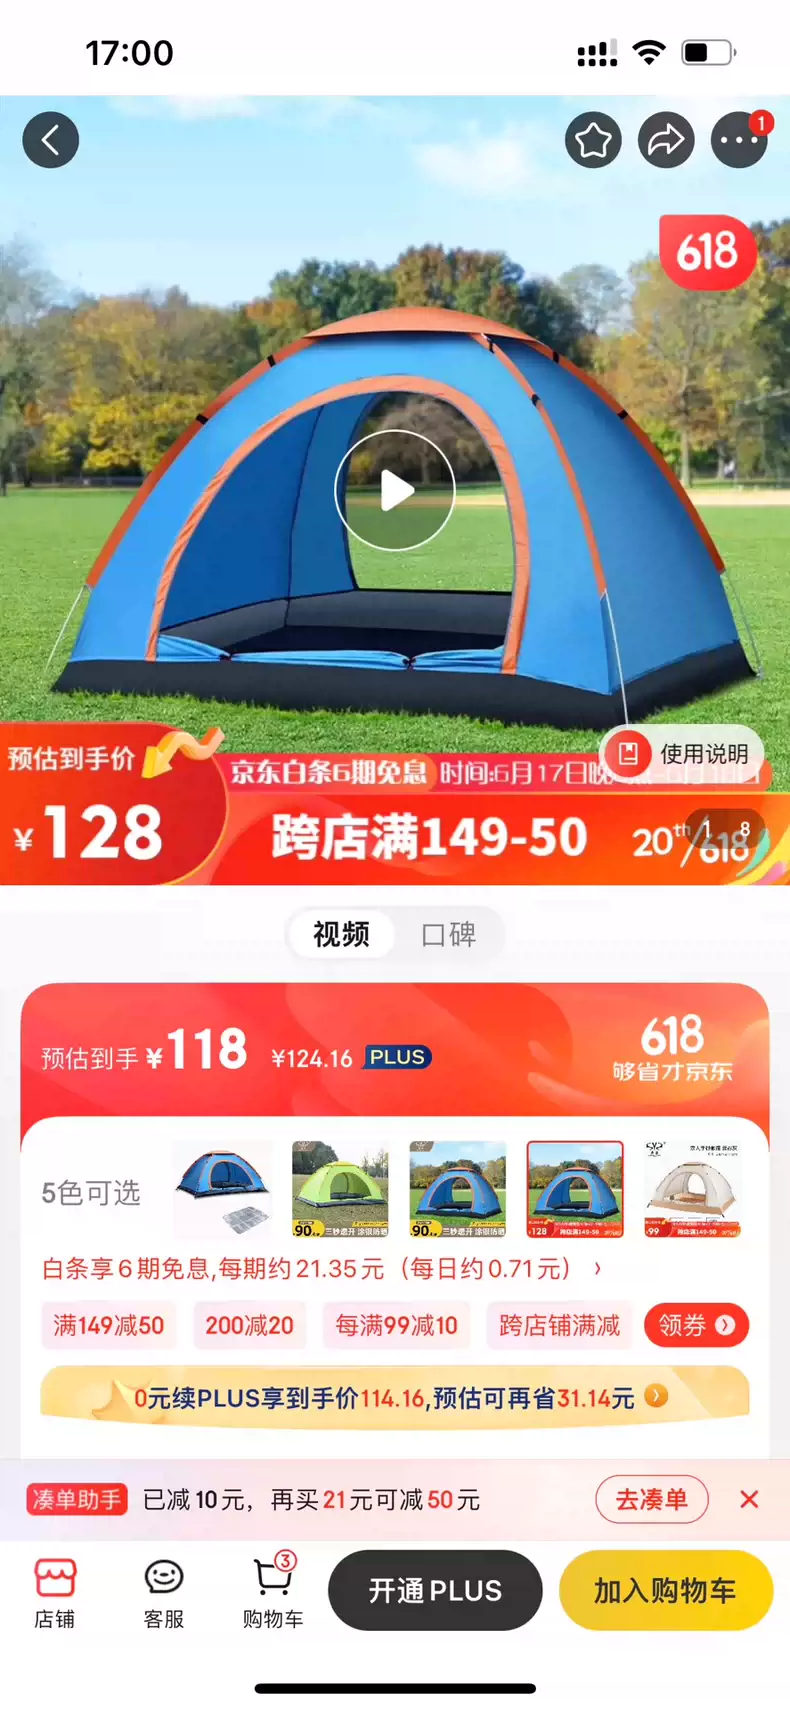 17:00
1
618
使用说明
预估到手价
¥128
京东白条6期免息 时间:6月17日晚
跨店满149-50
20th/618
1 8
视频 口碑
预估到手 ¥118 ¥124.16 PLUS
618
够省才京东
5色可选
白条享6期免息,每期约21.35元（每日约0.71元） ›
满149减50 200减20 每满99减10 跨店铺满减 领券
0元续PLUS享到手价114.16,预估可再省31.14元
凑单助手 已减10元，再买21元可减50元 去凑单 ×
3
店铺 客服 购物车 开通PLUS 加入购物车